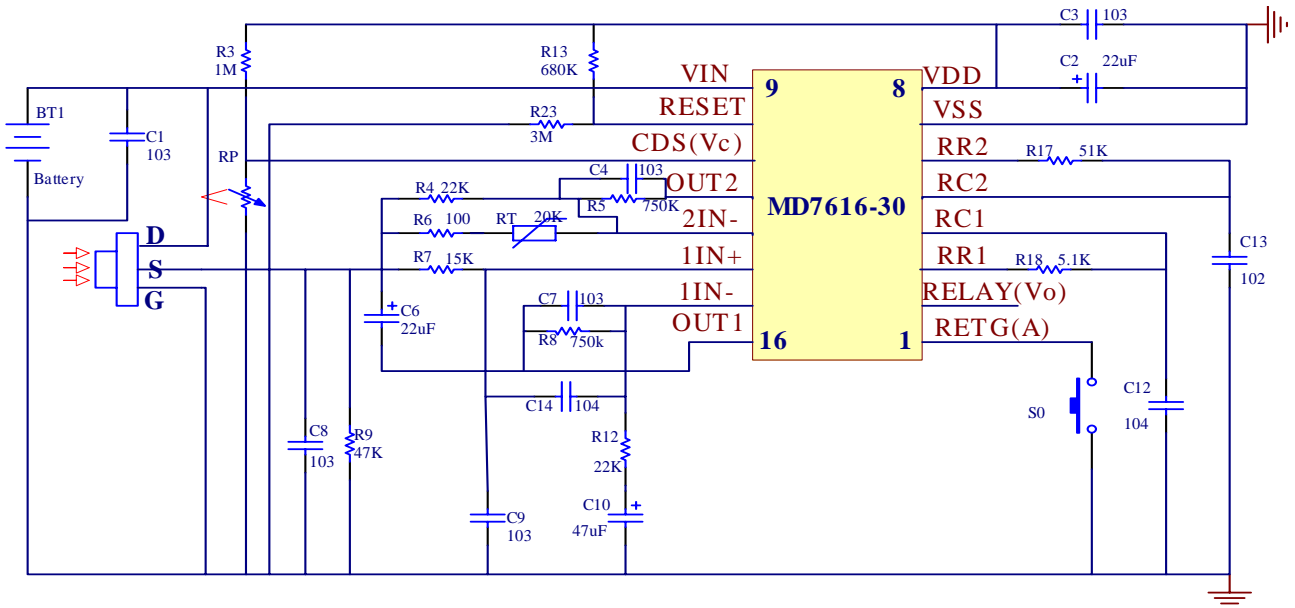 C3 103
R3
1M
R13
680K
C2 22uF
VIN 9 8 VDD
BT1
C1
103
R23
3M
RESET
VSS
CDS(Vc)
RR2 R17 51K
RP
Battery
R4 22K
C4 103
R5 750K
OUT2
MD7616-30
RC2
R6 100
RT 20K
2IN-
RC1
D
S
G
R7 15K
1IN+
RR1 R18 5.1K
C13
102
C6
22uF
C7 103
R8 750k
1IN-
RELAY(Vo)
OUT1 16 1 RETG(A)
C14 104
S0
C12
104
C8
103
R9
47K
R12
22K
C9
103
C10
47uF